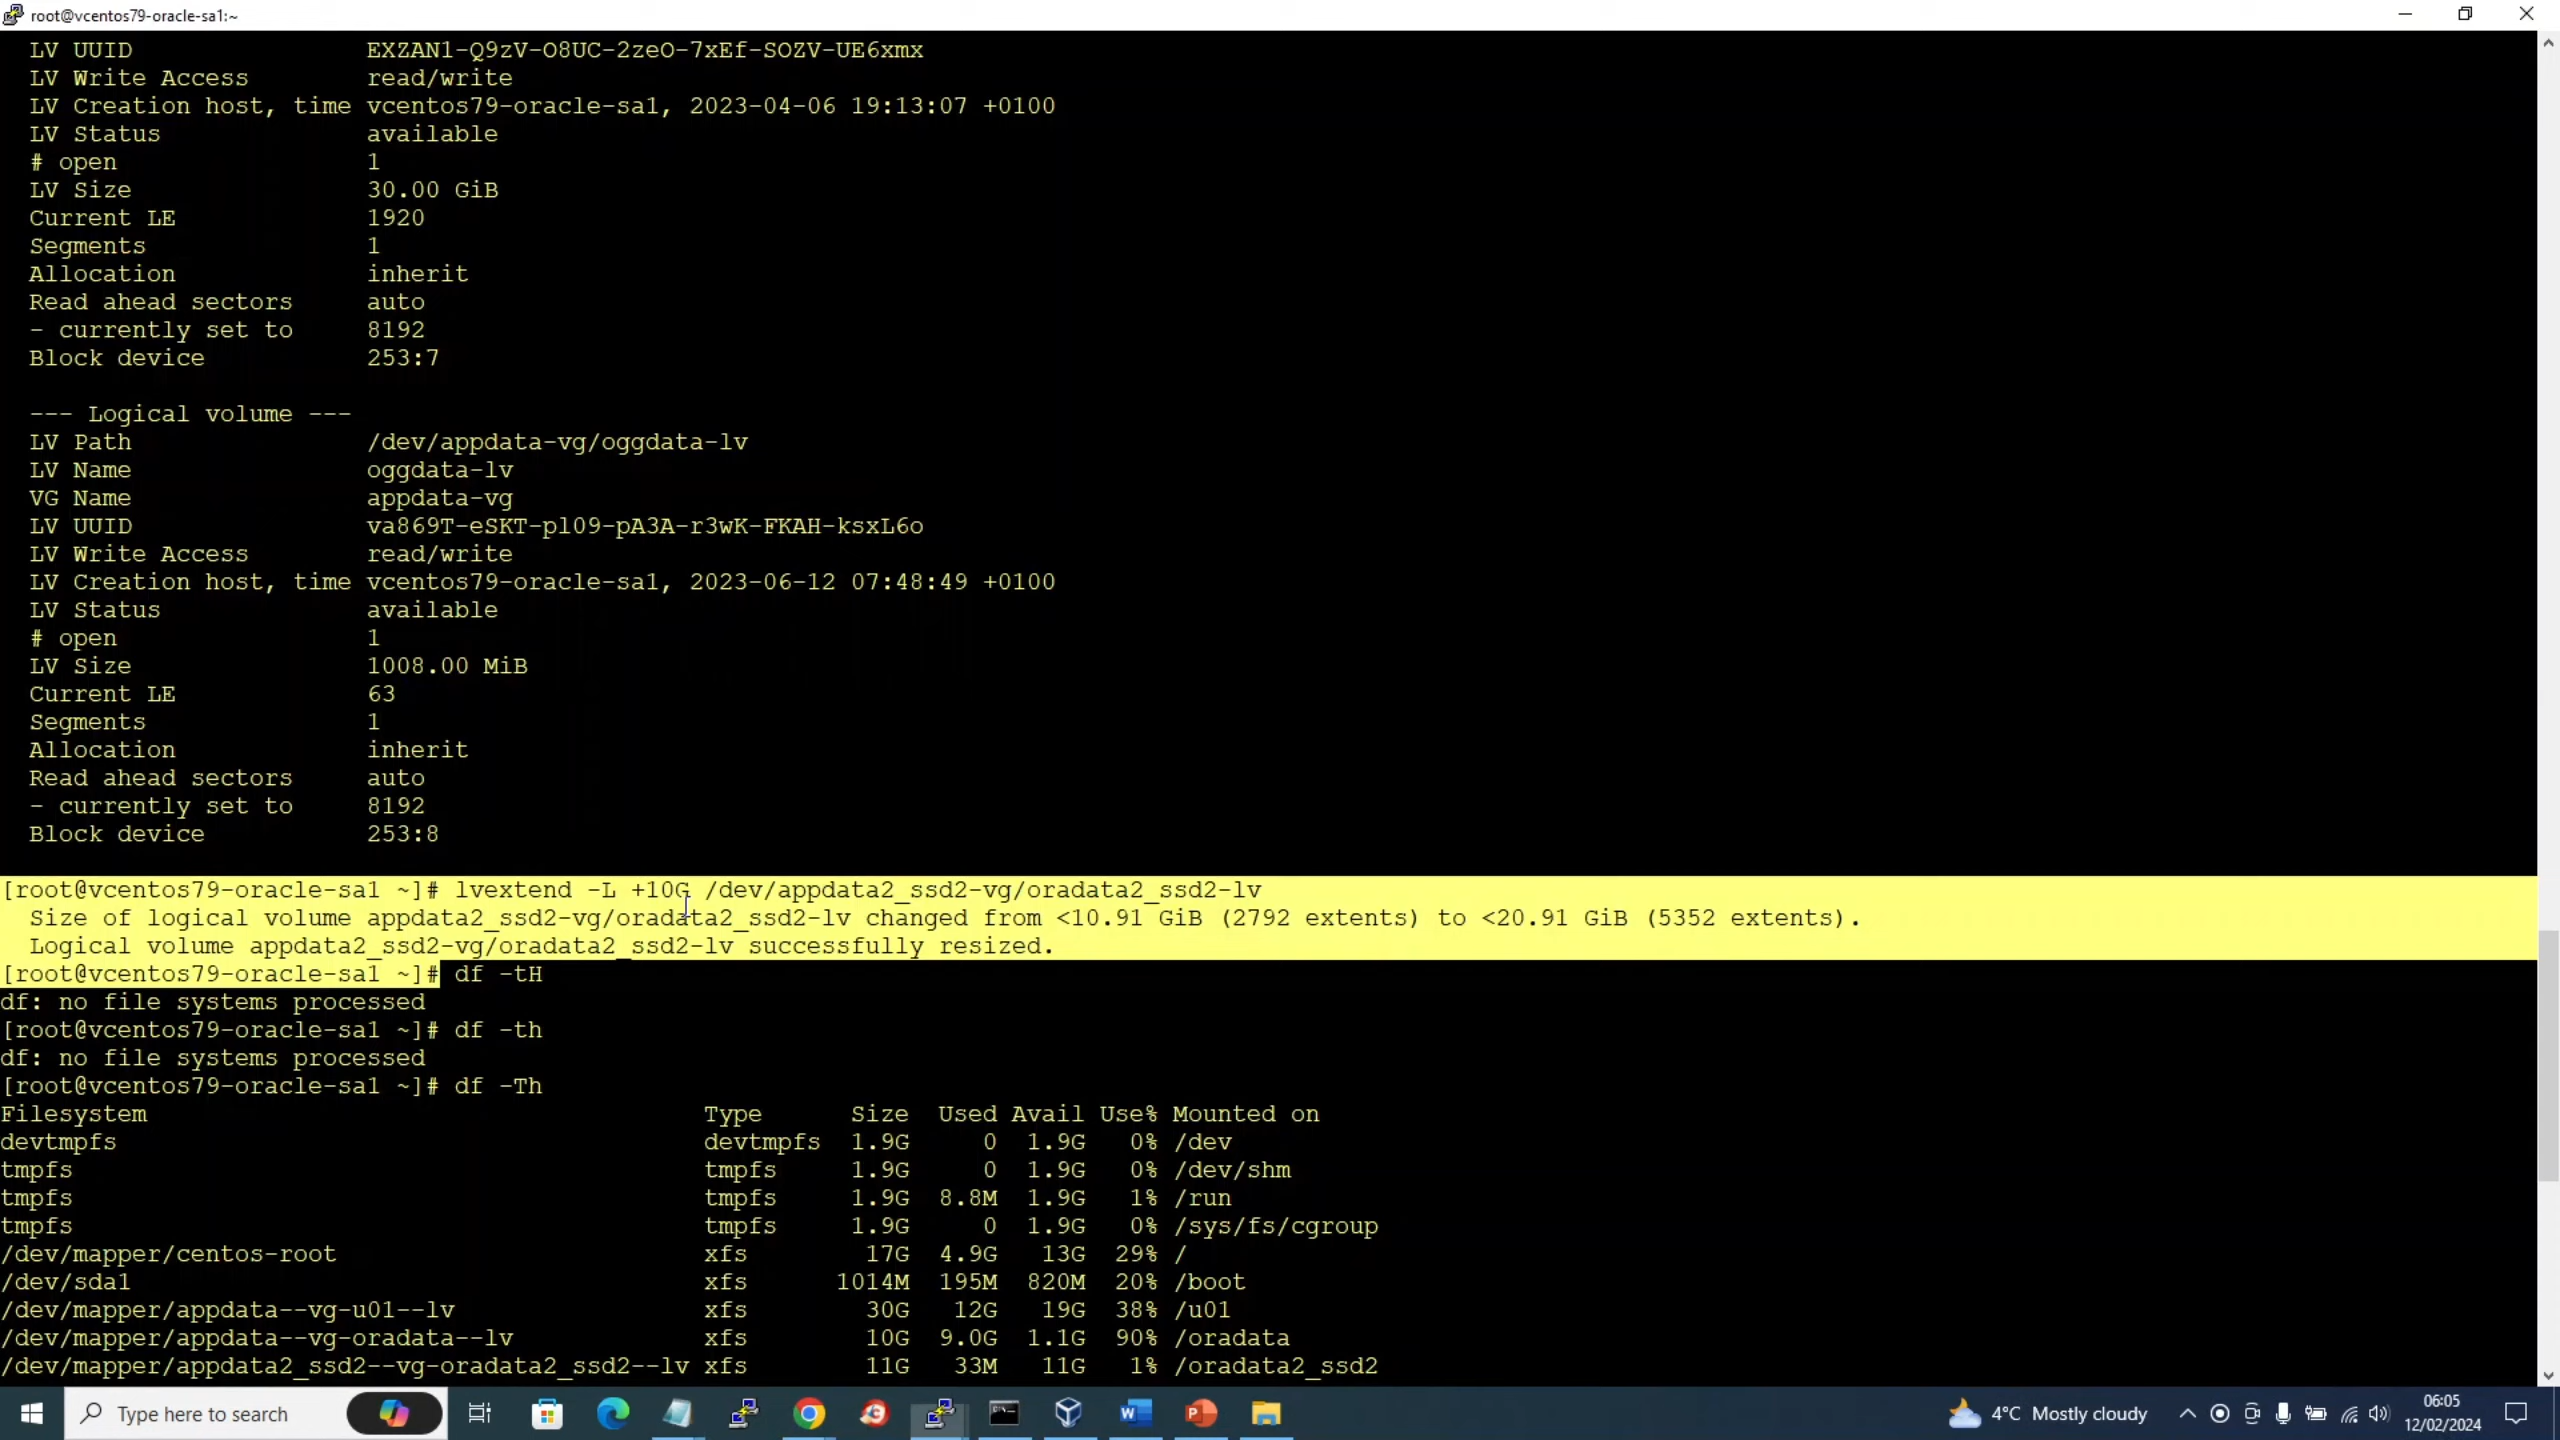 root@vcentos79-oracle-sa1:~
LV UUID                EXZAN1-Q9zV-O8UC-2zeO-7xEf-SOZV-UE6xmx
LV Write Access        read/write
LV Creation host, time vcentos79-oracle-sa1, 2023-04-06 19:13:07 +0100
LV Status              available
# open                 1
LV Size                30.00 GiB
Current LE             1920
Segments               1
Allocation             inherit
Read ahead sectors     auto
- currently set to     8192
Block device           253:7
--- Logical volume ---
LV Path                /dev/appdata-vg/oggdata-lv
LV Name                oggdata-lv
VG Name                appdata-vg
LV UUID                va869T-eSKT-pl09-pA3A-r3wK-FKAH-ksxL6o
LV Write Access        read/write
LV Creation host, time vcentos79-oracle-sa1, 2023-06-12 07:48:49 +0100
LV Status              available
# open                 1
LV Size                1008.00 MiB
Current LE             63
Segments               1
Allocation             inherit
Read ahead sectors     auto
- currently set to     8192
Block device           253:8
[root@vcentos79-oracle-sa1 ~]# lvextend -L +10G /dev/appdata2_ssd2-vg/oradata2_ssd2-lv
Size of logical volume appdata2_ssd2-vg/oradata2_ssd2-lv changed from <10.91 GiB (2792 extents) to <20.91 GiB (5352 extents).
Logical volume appdata2_ssd2-vg/oradata2_ssd2-lv successfully resized.
[root@vcentos79-oracle-sa1 ~]# df -tH
df: no file systems processed
[root@vcentos79-oracle-sa1 ~]# df -th
df: no file systems processed
[root@vcentos79-oracle-sa1 ~]# df -Th
Filesystem                                      Type      Size  Used Avail Use% Mounted on
devtmpfs                                        devtmpfs  1.9G     0  1.9G   0% /dev
tmpfs                                           tmpfs     1.9G     0  1.9G   0% /dev/shm
tmpfs                                           tmpfs     1.9G  8.8M  1.9G   1% /run
tmpfs                                           tmpfs     1.9G     0  1.9G   0% /sys/fs/cgroup
/dev/mapper/centos-root                         xfs        17G  4.9G   13G  29% /
/dev/sda1                                       xfs      1014M  195M  820M  20% /boot
/dev/mapper/appdata--vg-u01--lv                 xfs        30G   12G   19G  38% /u01
/dev/mapper/appdata--vg-oradata--lv             xfs        10G  9.0G  1.1G  90% /oradata
/dev/mapper/appdata2_ssd2--vg-oradata2_ssd2--lv xfs        11G   33M   11G   1% /oradata2_ssd2
Type here to search
4°C Mostly cloudy
06:05
12/02/2024